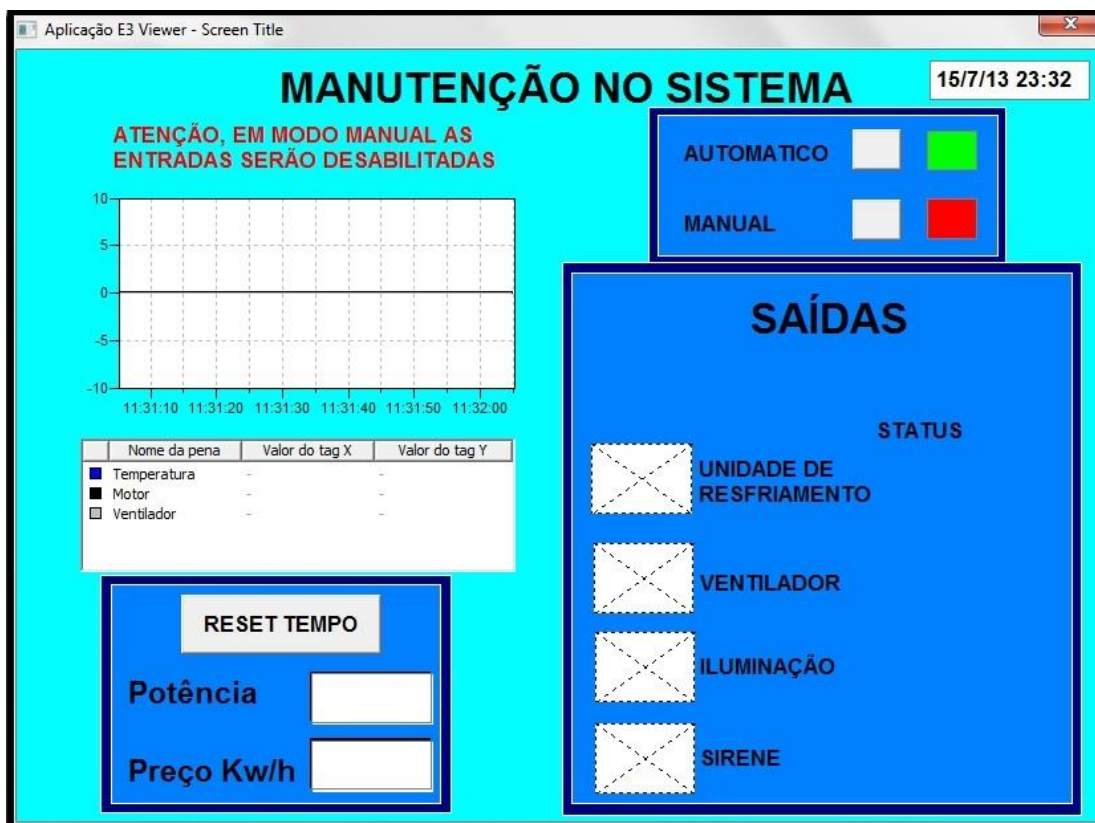 Aplicação E3 Viewer - Screen Title
MANUTENÇÃO NO SISTEMA
15/7/13 23:32
ATENÇÃO, EM MODO MANUAL AS
ENTRADAS SERÃO DESABILITADAS
AUTOMATICO
MANUAL
10
5
0
-5
-10
11:31:10 11:31:20 11:31:30 11:31:40 11:31:50 11:32:00
Nome da pena Valor do tag X Valor do tag Y
Temperatura - -
Motor - -
Ventilador - -
RESET TEMPO
Potência
Preço Kw/h
SAÍDAS
STATUS
UNIDADE DE
RESFRIAMENTO
VENTILADOR
ILUMINAÇÃO
SIRENE